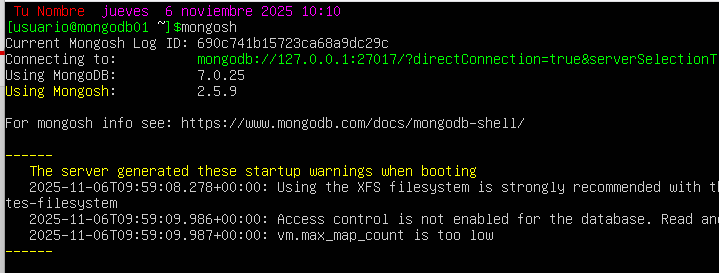 Tu Nombre jueves 6 noviembre 2025 10:10
[usuario@mongodb01 ~]$mongosh
Current Mongosh Log ID: 690c741b15723ca68a9dc29c
Connecting to: mongodb://127.0.0.1:27017/?directConnection=true&serverSelectionT
Using MongoDB: 7.0.25
Using Mongosh: 2.5.9
For mongosh info see: https://www.mongodb.com/docs/mongodb-shell/
------
The server generated these startup warnings when booting
2025-11-06T09:59:08.278+00:00: Using the XFS filesystem is strongly recommended with th
tes-filesystem
2025-11-06T09:59:09.986+00:00: Access control is not enabled for the database. Read and
2025-11-06T09:59:09.987+00:00: vm.max_map_count is too low
------